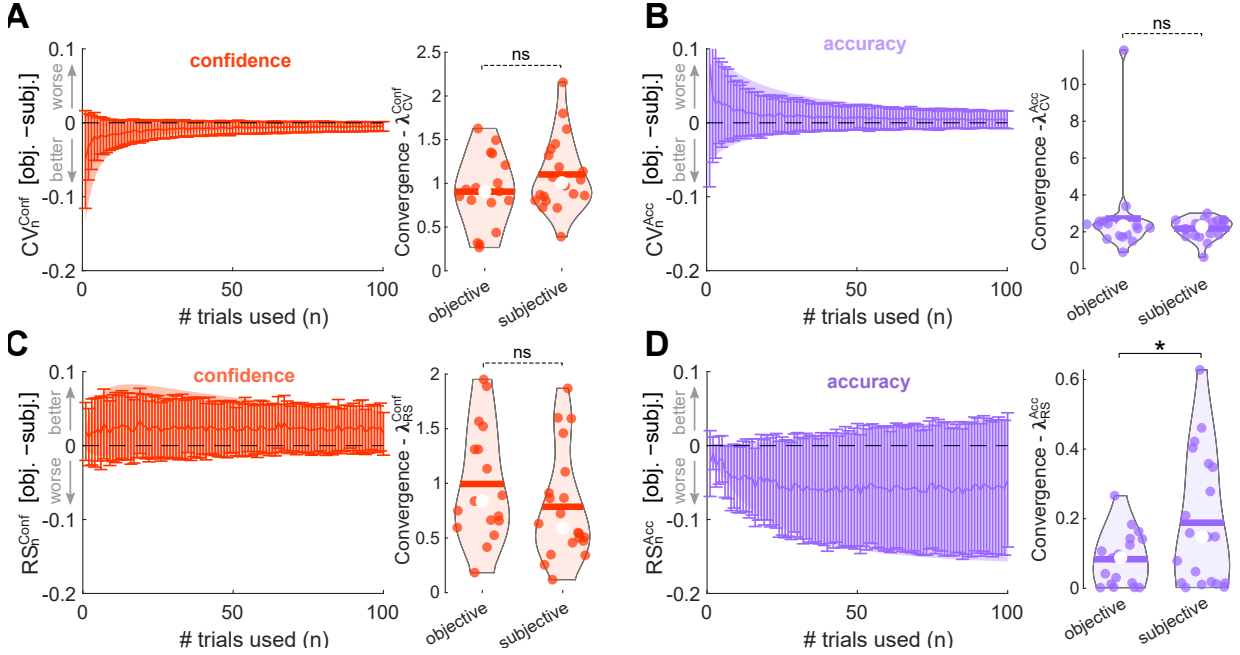 A
confidence
CV_n^Conf [obj. −subj.]
worse
better
0.1
0
-0.1
-0.2
0
50
100
# trials used (n)
Convergence - λ_CV^Conf
2.5
2
1.5
1
0.5
0
ns
objective
subjective
B
accuracy
CV_n^Acc [obj. −subj.]
worse
better
0.1
0
-0.1
-0.2
0
50
100
# trials used (n)
Convergence -λ_CV^Acc
10
8
6
4
2
0
ns
objective
subjective
C
confidence
RS_n^Conf [obj. −subj.]
better
worse
0.1
0
-0.1
-0.2
0
50
100
# trials used (n)
Convergence - λ_RS^Conf
2
1.5
1
0.5
0
ns
objective
subjective
D
accuracy
RS_n^Acc [obj. −subj.]
better
worse
0.1
0
-0.1
-0.2
0
50
100
# trials used (n)
Convergence - λ_RS^Acc
0.6
0.4
0.2
0
*
objective
subjective